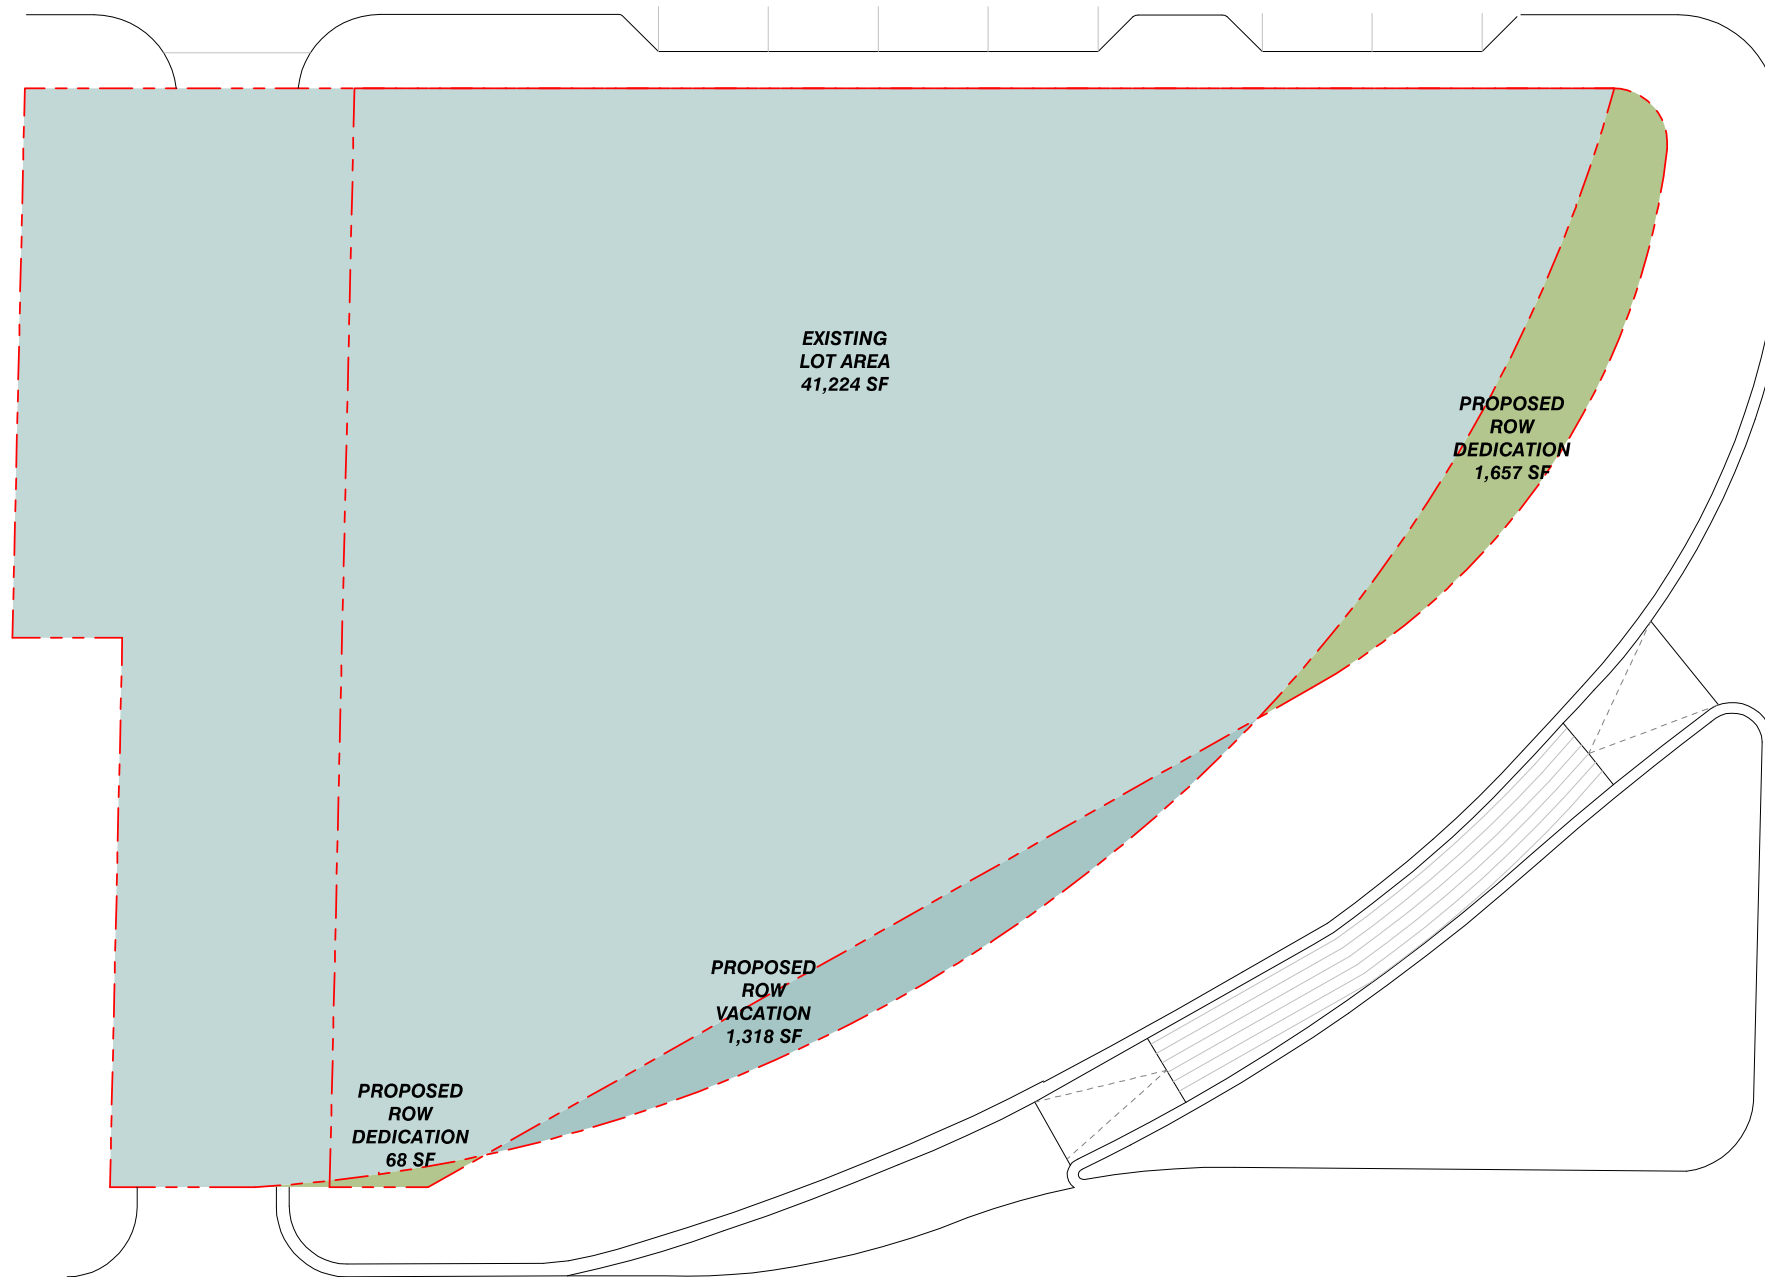 EXISTING
LOT AREA
41,224 SF
PROPOSED
ROW
DEDICATION
1,657 SF
PROPOSED
ROW
VACATION
1,318 SF
PROPOSED
ROW
DEDICATION
68 SF